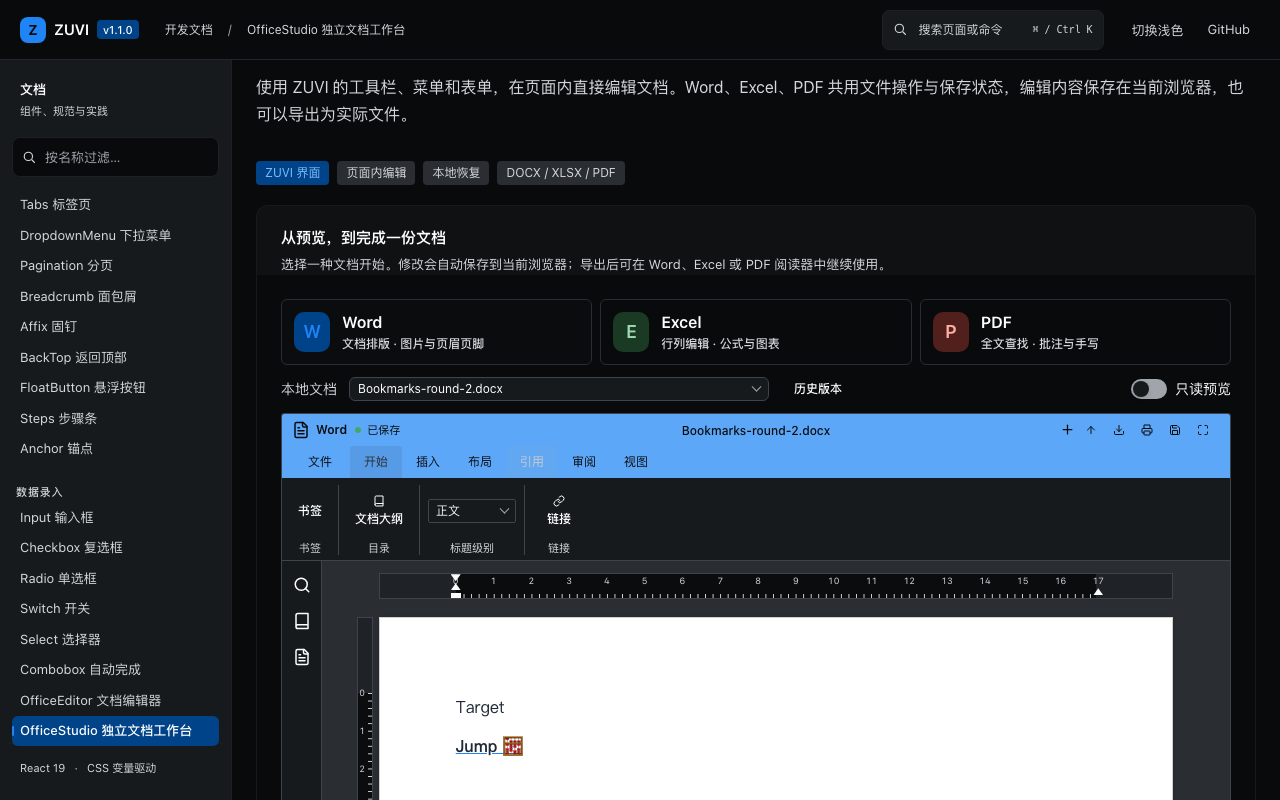 Z ZUVI v1.1.0 开发文档 / OfficeStudio 独立文档工作台 搜索页面或命令 ⌘ / Ctrl K 切换浅色 GitHub
文档
组件、规范与实践
按名称过滤...
Tabs 标签页
DropdownMenu 下拉菜单
Pagination 分页
Breadcrumb 面包屑
Affix 固钉
BackTop 返回顶部
FloatButton 悬浮按钮
Steps 步骤条
Anchor 锚点
数据录入
Input 输入框
Checkbox 复选框
Radio 单选框
Switch 开关
Select 选择器
Combobox 自动完成
OfficeEditor 文档编辑器
OfficeStudio 独立文档工作台
React 19 · CSS 变量驱动
使用 ZUVI 的工具栏、菜单和表单，在页面内直接编辑文档。Word、Excel、PDF 共用文件操作与保存状态，编辑内容保存在当前浏览器，也
可以导出为实际文件。
ZUVI 界面 页面内编辑 本地恢复 DOCX / XLSX / PDF
从预览，到完成一份文档
选择一种文档开始。修改会自动保存到当前浏览器；导出后可在 Word、Excel 或 PDF 阅读器中继续使用。
W Word
文档排版 · 图片与页眉页脚
E Excel
行列编辑 · 公式与图表
P PDF
全文查找 · 批注与手写
本地文档 Bookmarks-round-2.docx 历史版本 只读预览
Word 已保存 Bookmarks-round-2.docx
文件 开始 插入 布局 引用 审阅 视图
书签 文档大纲 正文 链接
书签 目录 标题级别 链接
1 2 3 4 5 6 7 8 9 10 11 12 13 14 15 16 17
0
1
2
Target
Jump